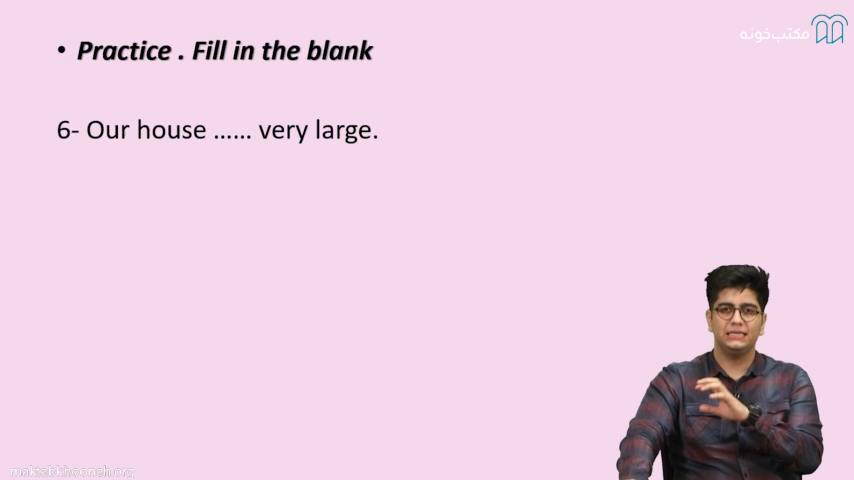 • Practice . Fill in the blank
مکتب‌خونه
6- Our house …… very large.
maktabkhooneh.org